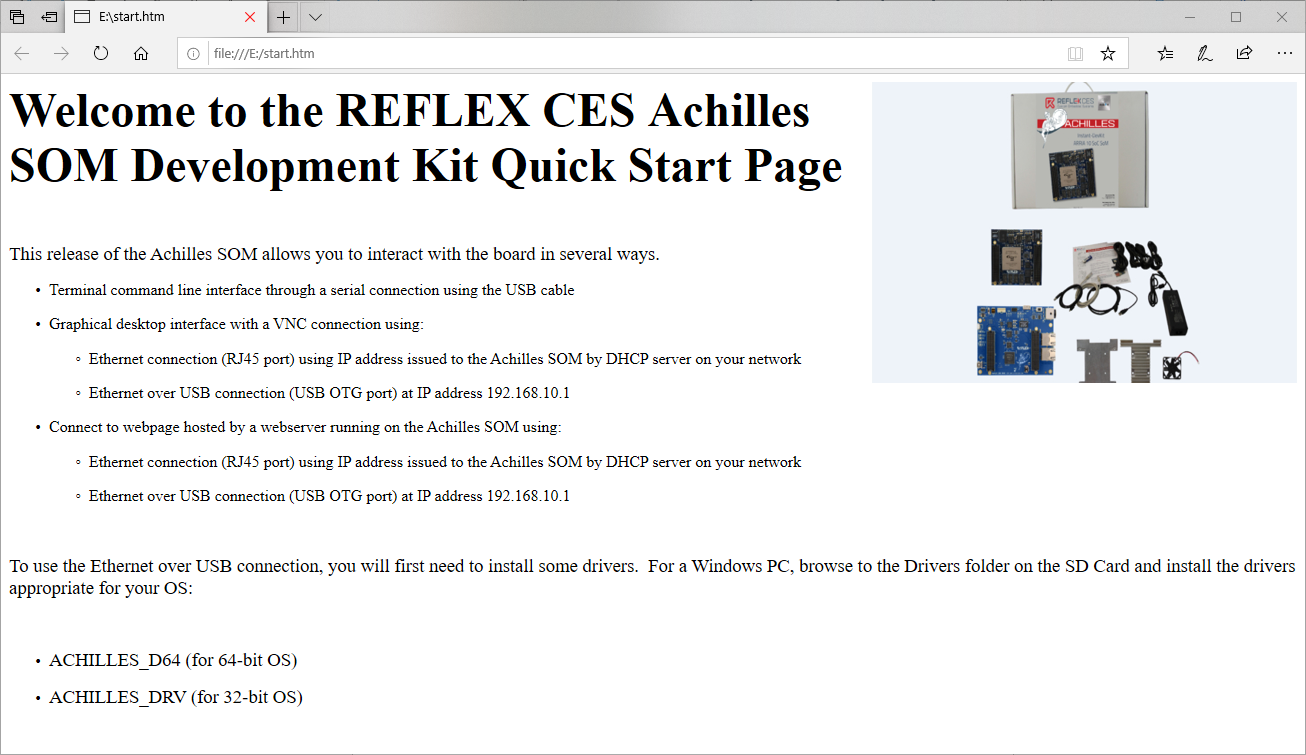 E:\start.htm
file:///E:/start.htm
Welcome to the REFLEX CES Achilles
SOM Development Kit Quick Start Page
REFLEXCES
ACHILLES
This release of the Achilles SOM allows you to interact with the board in several ways.
• Terminal command line interface through a serial connection using the USB cable
• Graphical desktop interface with a VNC connection using:
◦ Ethernet connection (RJ45 port) using IP address issued to the Achilles SOM by DHCP server on your network
◦ Ethernet over USB connection (USB OTG port) at IP address 192.168.10.1
• Connect to webpage hosted by a webserver running on the Achilles SOM using:
◦ Ethernet connection (RJ45 port) using IP address issued to the Achilles SOM by DHCP server on your network
◦ Ethernet over USB connection (USB OTG port) at IP address 192.168.10.1
To use the Ethernet over USB connection, you will first need to install some drivers.  For a Windows PC, browse to the Drivers folder on the SD Card and install the drivers
appropriate for your OS:
• ACHILLES_D64 (for 64-bit OS)
• ACHILLES_DRV (for 32-bit OS)